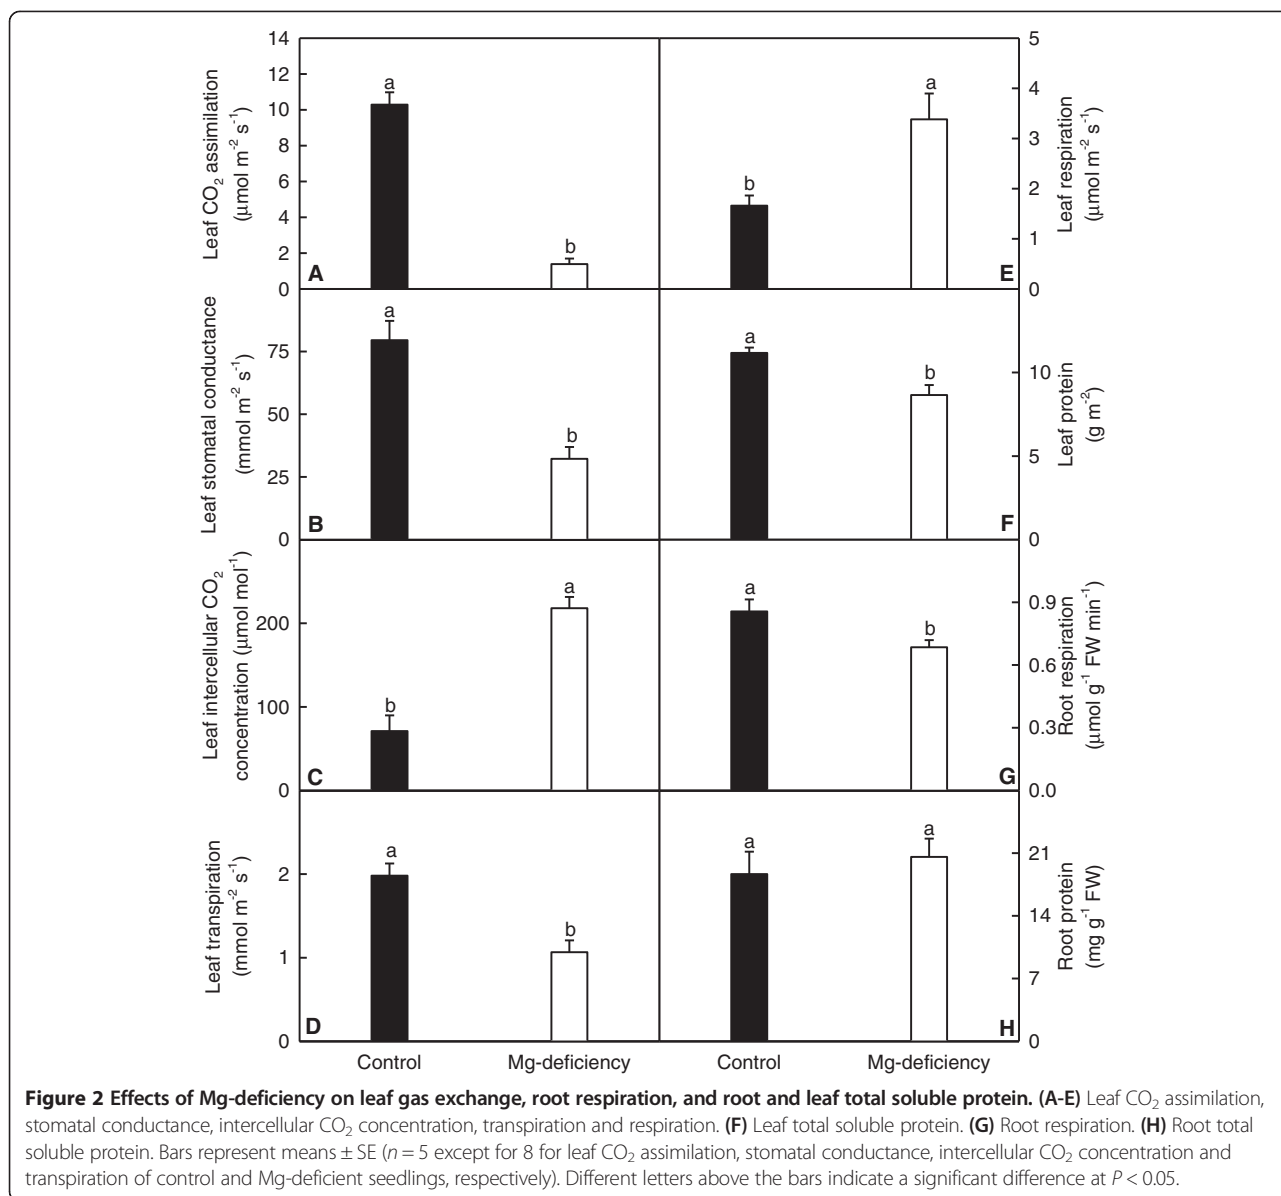 14
12
10
8
6
4
2
0
Leaf CO₂ assimilation
(μmol m⁻² s⁻¹)
a
b
A
5
4
3
2
1
0
Leaf respiration
(μmol m⁻² s⁻¹)
b
a
E
75
50
25
0
Leaf stomatal conductance
(mmol m⁻² s⁻¹)
a
b
B
10
5
0
Leaf protein
(g m⁻²)
a
b
F
200
100
0
Leaf intercellular CO₂
concentration (μmol mol⁻¹)
b
a
C
0.9
0.6
0.3
0.0
Root respiration
(μmol g⁻¹ FW min⁻¹)
a
b
G
2
1
0
Leaf transpiration
(mmol m⁻² s⁻¹)
a
b
D
21
14
7
0
Root protein
(mg g⁻¹ FW)
a
a
H
Control Mg-deficiency Control Mg-deficiency
Figure 2 Effects of Mg-deficiency on leaf gas exchange, root respiration, and root and leaf total soluble protein. (A-E) Leaf CO₂ assimilation,
stomatal conductance, intercellular CO₂ concentration, transpiration and respiration. (F) Leaf total soluble protein. (G) Root respiration. (H) Root total
soluble protein. Bars represent means ± SE (n = 5 except for 8 for leaf CO₂ assimilation, stomatal conductance, intercellular CO₂ concentration and
transpiration of control and Mg-deficient seedlings, respectively). Different letters above the bars indicate a significant difference at P < 0.05.